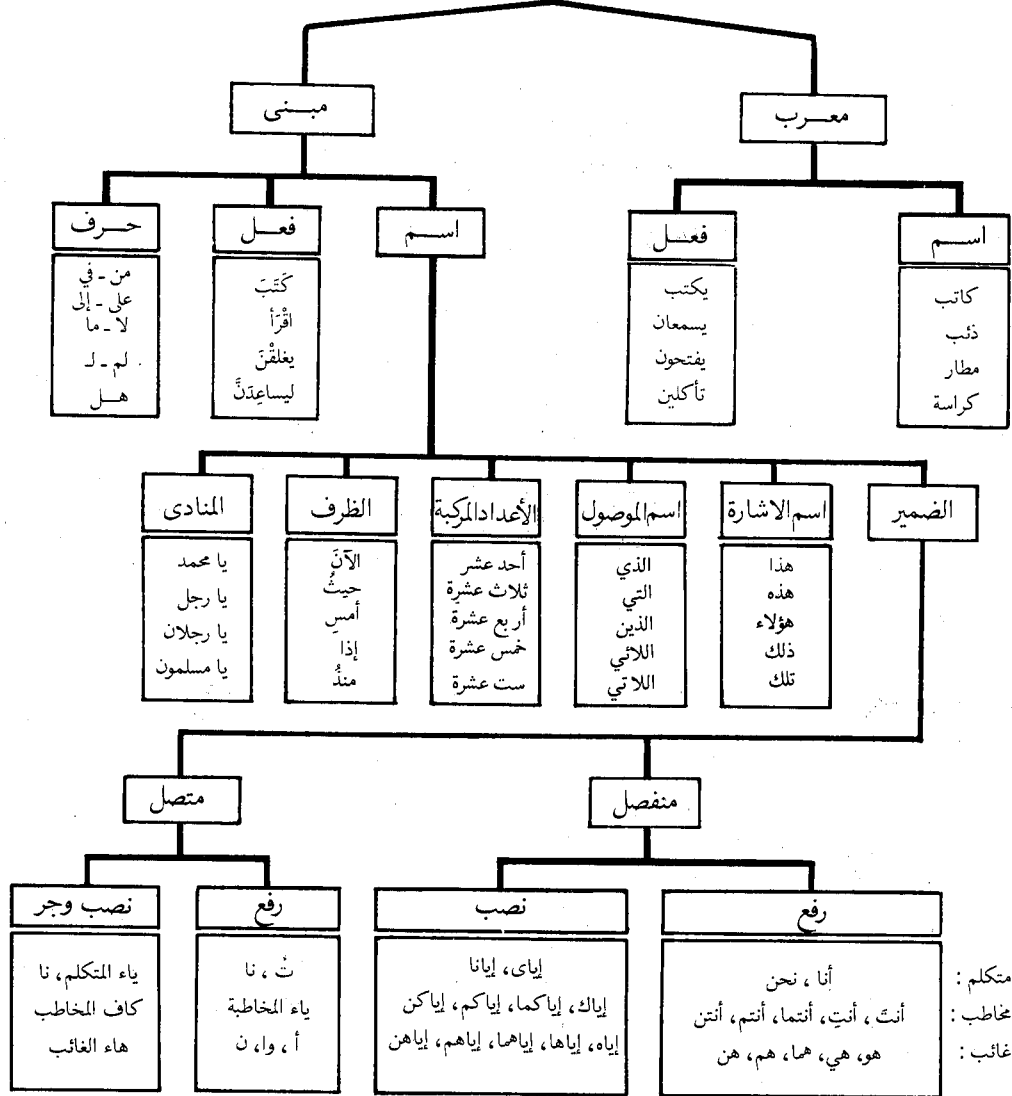 معرب
مبنى
اسم
فعل
اسم
فعل
حرف
كاتب
ذئب
مطار
كراسة
يكتب
يسمعان
يفتحون
تأكلين
كَتَبَ
اقْرَأ
يغلقْنَ
ليساعِدَنَّ
من - في
على - إلى
لا - ما
لم - لـ
هل
الضمير
اسم الاشارة
اسم الموصول
الأعداد المركبة
الظرف
المنادى
هذا
هذه
هؤلاء
ذلك
تلك
الذي
التي
الذين
اللائي
اللاتي
أحد عشر
ثلاث عشرة
أربع عشرة
خمس عشرة
ست عشرة
الآنَ
حيثُ
أمسِ
إذا
منذُ
يا محمد
يا رجل
يا رجلان
يا مسلمون
منفصل
متصل
رفع
نصب
رفع
نصب وجر
متكلم :
أنا ، نحن
إياى، إيانا
تُ ، نا
ياء المتكلم، نا
مخاطب :
أنتَ ، أنتِ، أنتما، أنتم، أنتن
إياك، إياكما، إياكم، إياكن
ياء المخاطبة
كاف المخاطب
غائب :
هو، هي، هما، هم، هن
إياه، إياها، إياهما، إياهم، إياهن
أ ، وا، ن
هاء الغائب